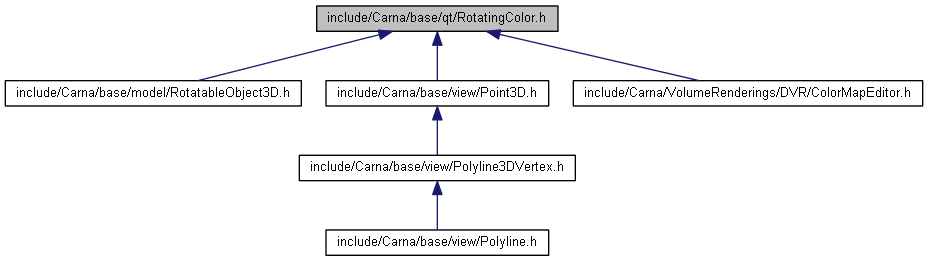 include/Carna/base/qt/RotatingColor.h
include/Carna/base/model/RotatableObject3D.h
include/Carna/base/view/Point3D.h
include/Carna/VolumeRenderings/DVR/ColorMapEditor.h
include/Carna/base/view/Polyline3DVertex.h
include/Carna/base/view/Polyline.h